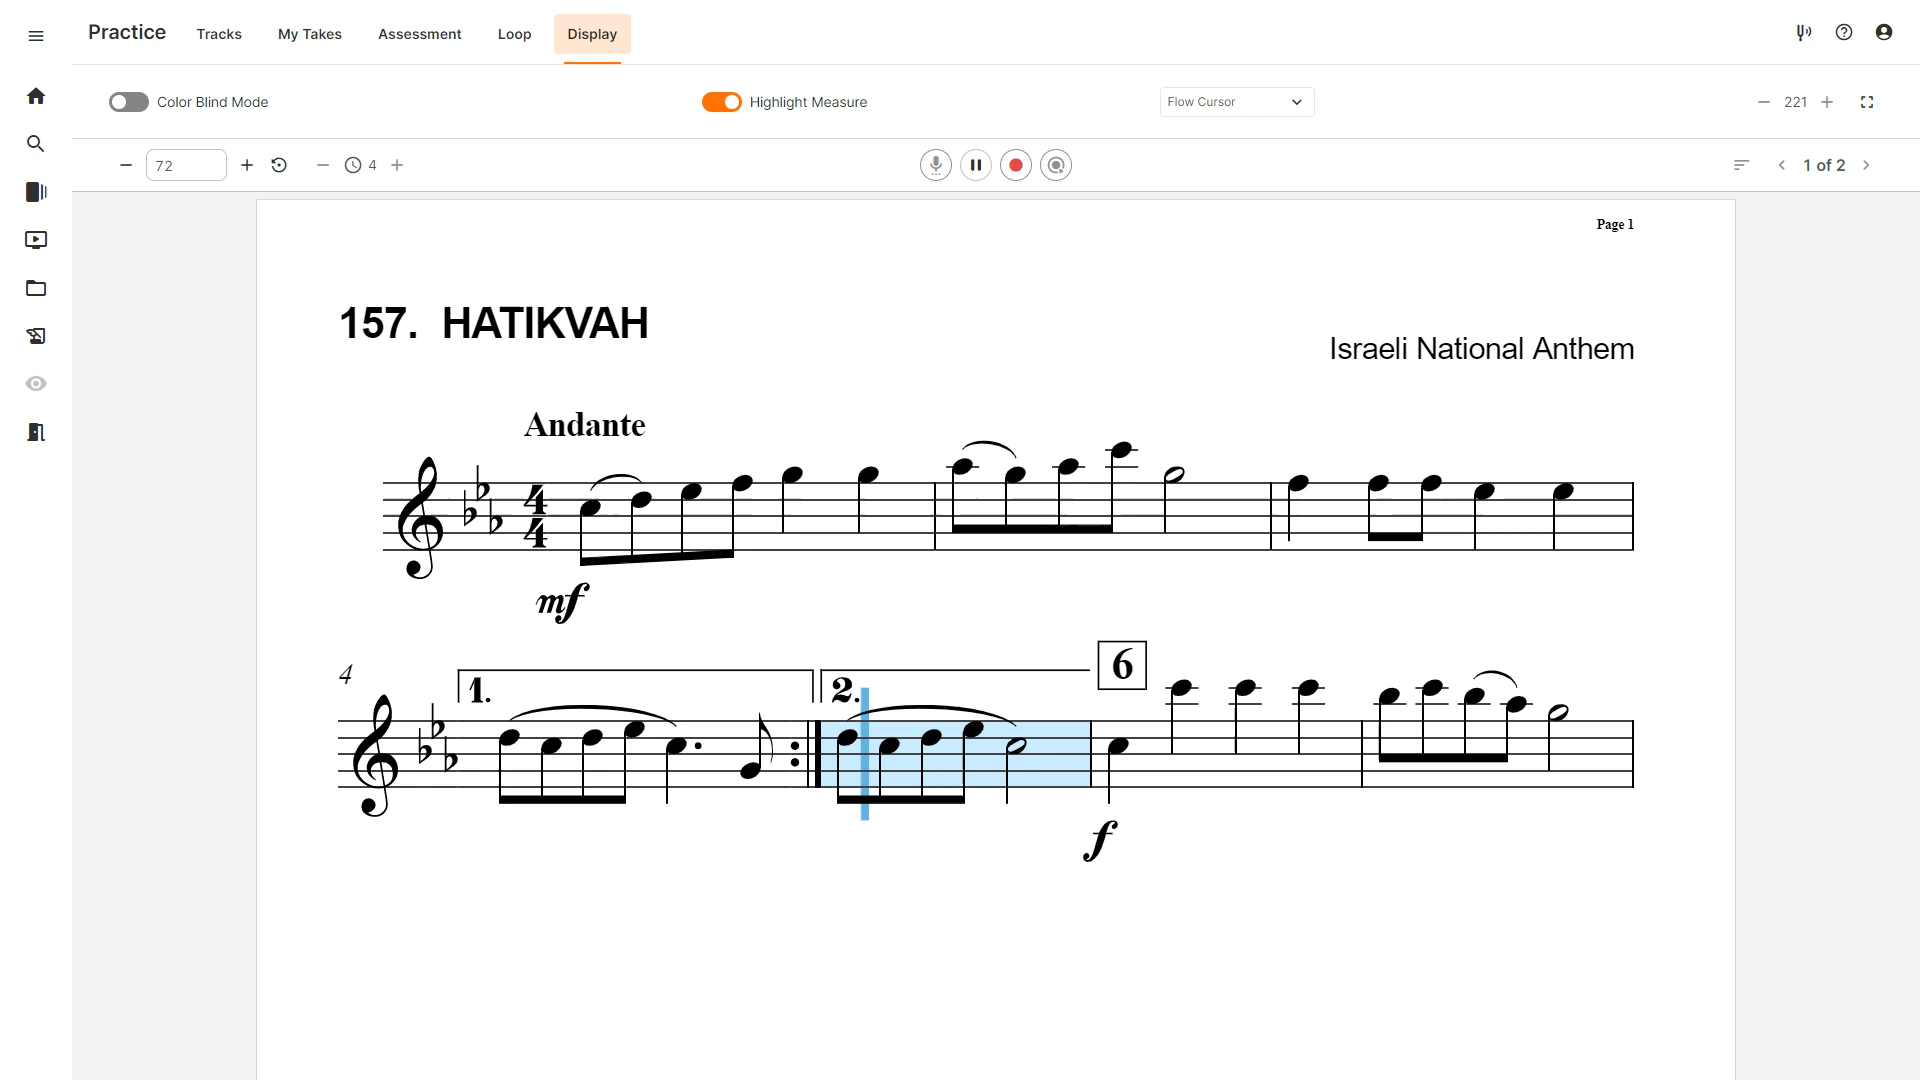 Practice Tracks My Takes Assessment Loop Display
Color Blind Mode Highlight Measure Flow Cursor 221
72 4 1 of 2
Page 1
157. HATIKVAH
Israeli National Anthem
Andante
4
4
mf
4 1. 2. 6
f